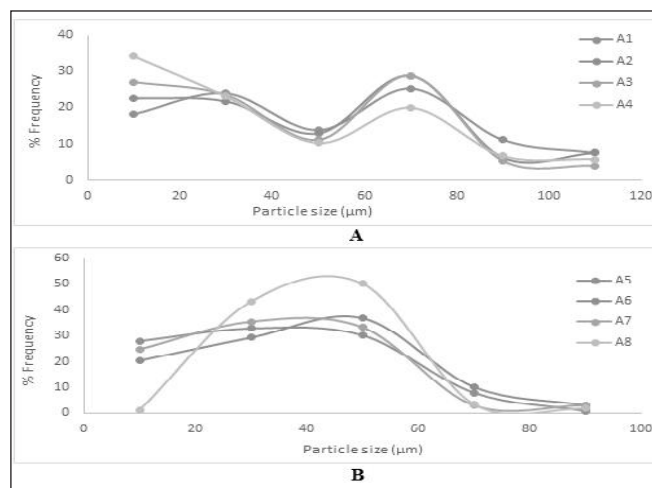 40
30
20
10
0
% Frequency
0 20 40 60 80 100 120
Particle size (μm)
A1
A2
A3
A4
A
60
50
40
30
20
10
0
% Frequency
0 20 40 60 80 100
Particle size (μm)
A5
A6
A7
A8
B